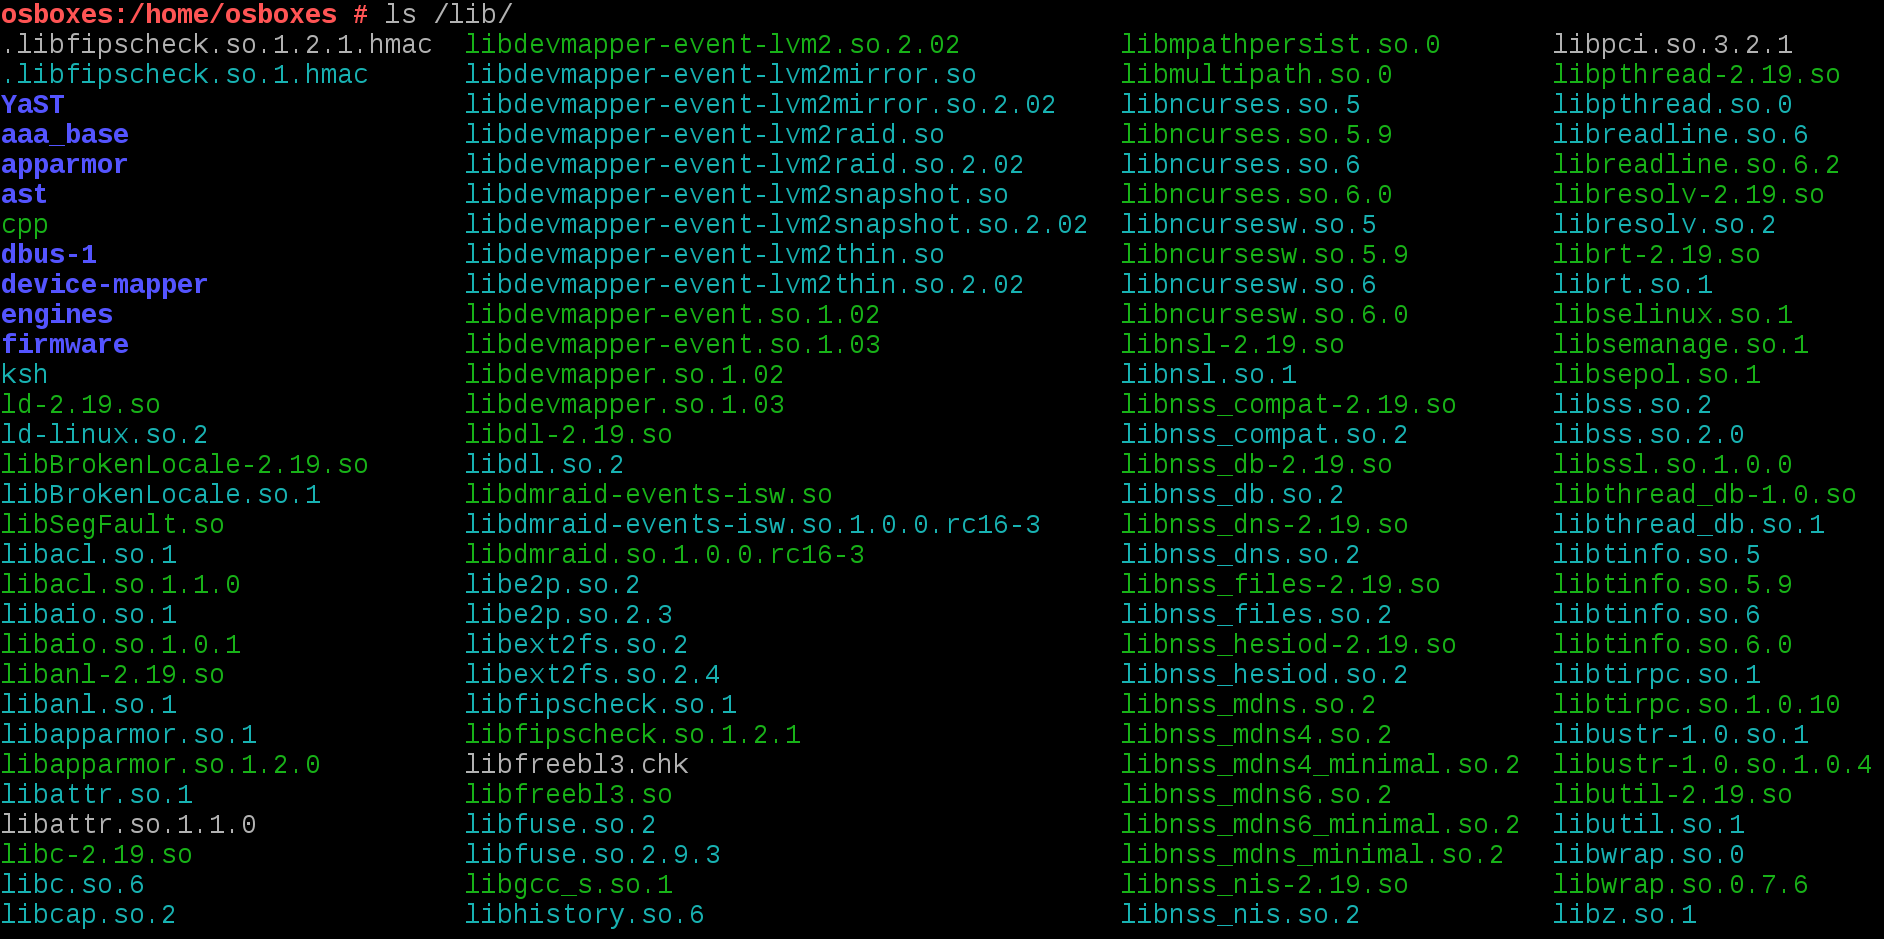 osboxes:/home/osboxes # ls /lib/
.libfipscheck.so.1.2.1.hmac  libdevmapper-event-lvm2.so.2.02          libmpathpersist.so.0       libpci.so.3.2.1
.libfipscheck.so.1.hmac      libdevmapper-event-lvm2mirror.so         libmultipath.so.0          libpthread-2.19.so
YaST                         libdevmapper-event-lvm2mirror.so.2.02    libncurses.so.5            libpthread.so.0
aaa_base                     libdevmapper-event-lvm2raid.so           libncurses.so.5.9          libreadline.so.6
apparmor                     libdevmapper-event-lvm2raid.so.2.02      libncurses.so.6            libreadline.so.6.2
ast                          libdevmapper-event-lvm2snapshot.so       libncurses.so.6.0          libresolv-2.19.so
cpp                          libdevmapper-event-lvm2snapshot.so.2.02  libncursesw.so.5           libresolv.so.2
dbus-1                       libdevmapper-event-lvm2thin.so           libncursesw.so.5.9         librt-2.19.so
device-mapper                libdevmapper-event-lvm2thin.so.2.02      libncursesw.so.6           librt.so.1
engines                      libdevmapper-event.so.1.02               libncursesw.so.6.0         libselinux.so.1
firmware                     libdevmapper-event.so.1.03               libnsl-2.19.so             libsemanage.so.1
ksh                          libdevmapper.so.1.02                     libnsl.so.1                libsepol.so.1
ld-2.19.so                   libdevmapper.so.1.03                     libnss_compat-2.19.so      libss.so.2
ld-linux.so.2                libdl-2.19.so                            libnss_compat.so.2         libss.so.2.0
libBrokenLocale-2.19.so      libdl.so.2                               libnss_db-2.19.so          libssl.so.1.0.0
libBrokenLocale.so.1         libdmraid-events-isw.so                  libnss_db.so.2             libthread_db-1.0.so
libSegFault.so               libdmraid-events-isw.so.1.0.0.rc16-3     libnss_dns-2.19.so         libthread_db.so.1
libacl.so.1                  libdmraid.so.1.0.0.rc16-3                libnss_dns.so.2            libtinfo.so.5
libacl.so.1.1.0              libe2p.so.2                              libnss_files-2.19.so       libtinfo.so.5.9
libaio.so.1                  libe2p.so.2.3                            libnss_files.so.2          libtinfo.so.6
libaio.so.1.0.1              libext2fs.so.2                           libnss_hesiod-2.19.so      libtinfo.so.6.0
libanl-2.19.so               libext2fs.so.2.4                         libnss_hesiod.so.2         libtirpc.so.1
libanl.so.1                  libfipscheck.so.1                        libnss_mdns.so.2           libtirpc.so.1.0.10
libapparmor.so.1             libfipscheck.so.1.2.1                    libnss_mdns4.so.2          libustr-1.0.so.1
libapparmor.so.1.2.0         libfreebl3.chk                           libnss_mdns4_minimal.so.2  libustr-1.0.so.1.0.4
libattr.so.1                 libfreebl3.so                            libnss_mdns6.so.2          libutil-2.19.so
libattr.so.1.1.0             libfuse.so.2                             libnss_mdns6_minimal.so.2  libutil.so.1
libc-2.19.so                 libfuse.so.2.9.3                         libnss_mdns_minimal.so.2   libwrap.so.0
libc.so.6                    libgcc_s.so.1                            libnss_nis-2.19.so         libwrap.so.0.7.6
libcap.so.2                  libhistory.so.6                          libnss_nis.so.2            libz.so.1